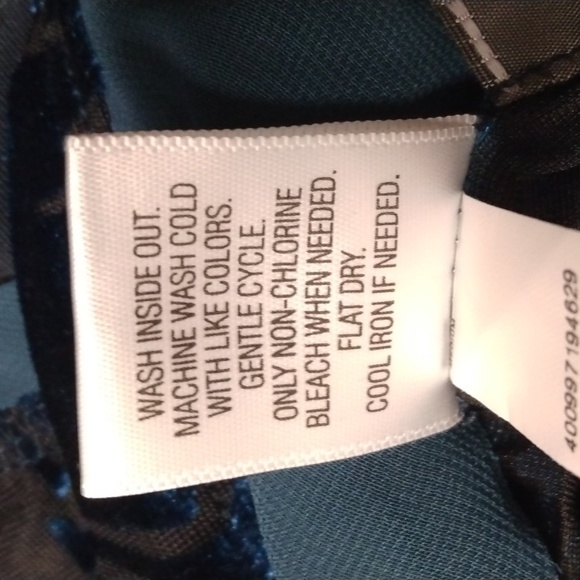 WASH INSIDE OUT.
MACHINE WASH COLD
WITH LIKE COLORS.
GENTLE CYCLE.
ONLY NON-CHLORINE
BLEACH WHEN NEEDED.
FLAT DRY.
COOL IRON IF NEEDED.
400997194629